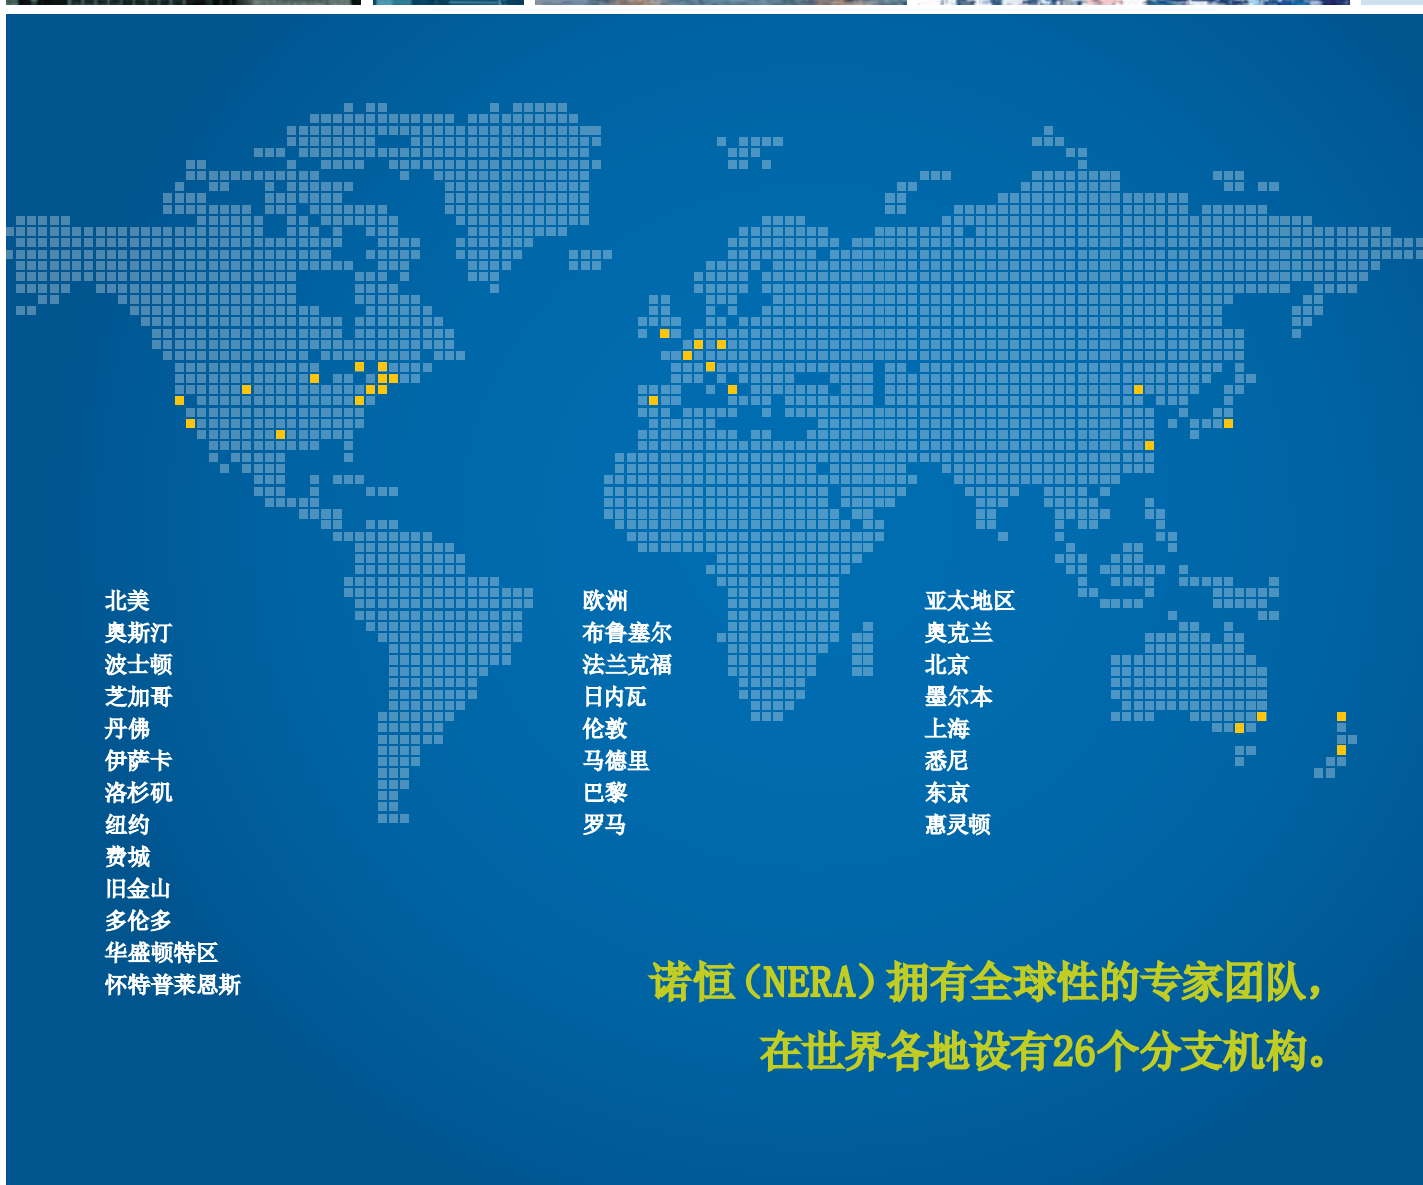 北美
奥斯汀
波士顿
芝加哥
丹佛
伊萨卡
洛杉矶
纽约
费城
旧金山
多伦多
华盛顿特区
怀特普莱恩斯
欧洲
布鲁塞尔
法兰克福
日内瓦
伦敦
马德里
巴黎
罗马
亚太地区
奥克兰
北京
墨尔本
上海
悉尼
东京
惠灵顿
诺恒（NERA）拥有全球性的专家团队，
在世界各地设有26个分支机构。